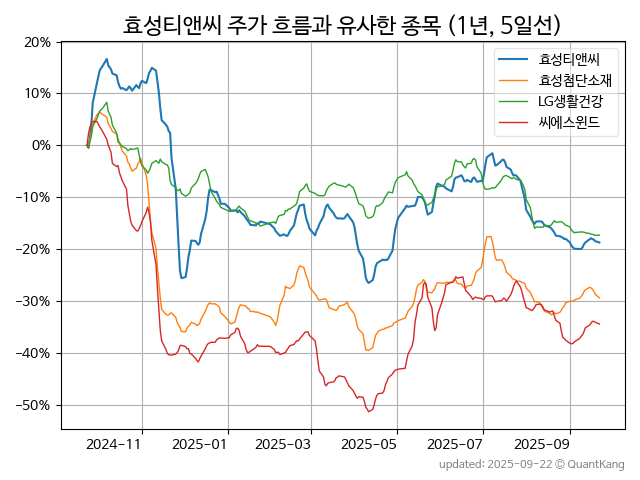 효성티앤씨 주가 흐름과 유사한 종목 (1년, 5일선)
20%
10%
0%
−10%
−20%
−30%
−40%
−50%
효성티앤씨
효성첨단소재
LG생활건강
씨에스윈드
2024-11
2025-01
2025-03
2025-05
2025-07
2025-09
updated: 2025-09-22 © QuantKang